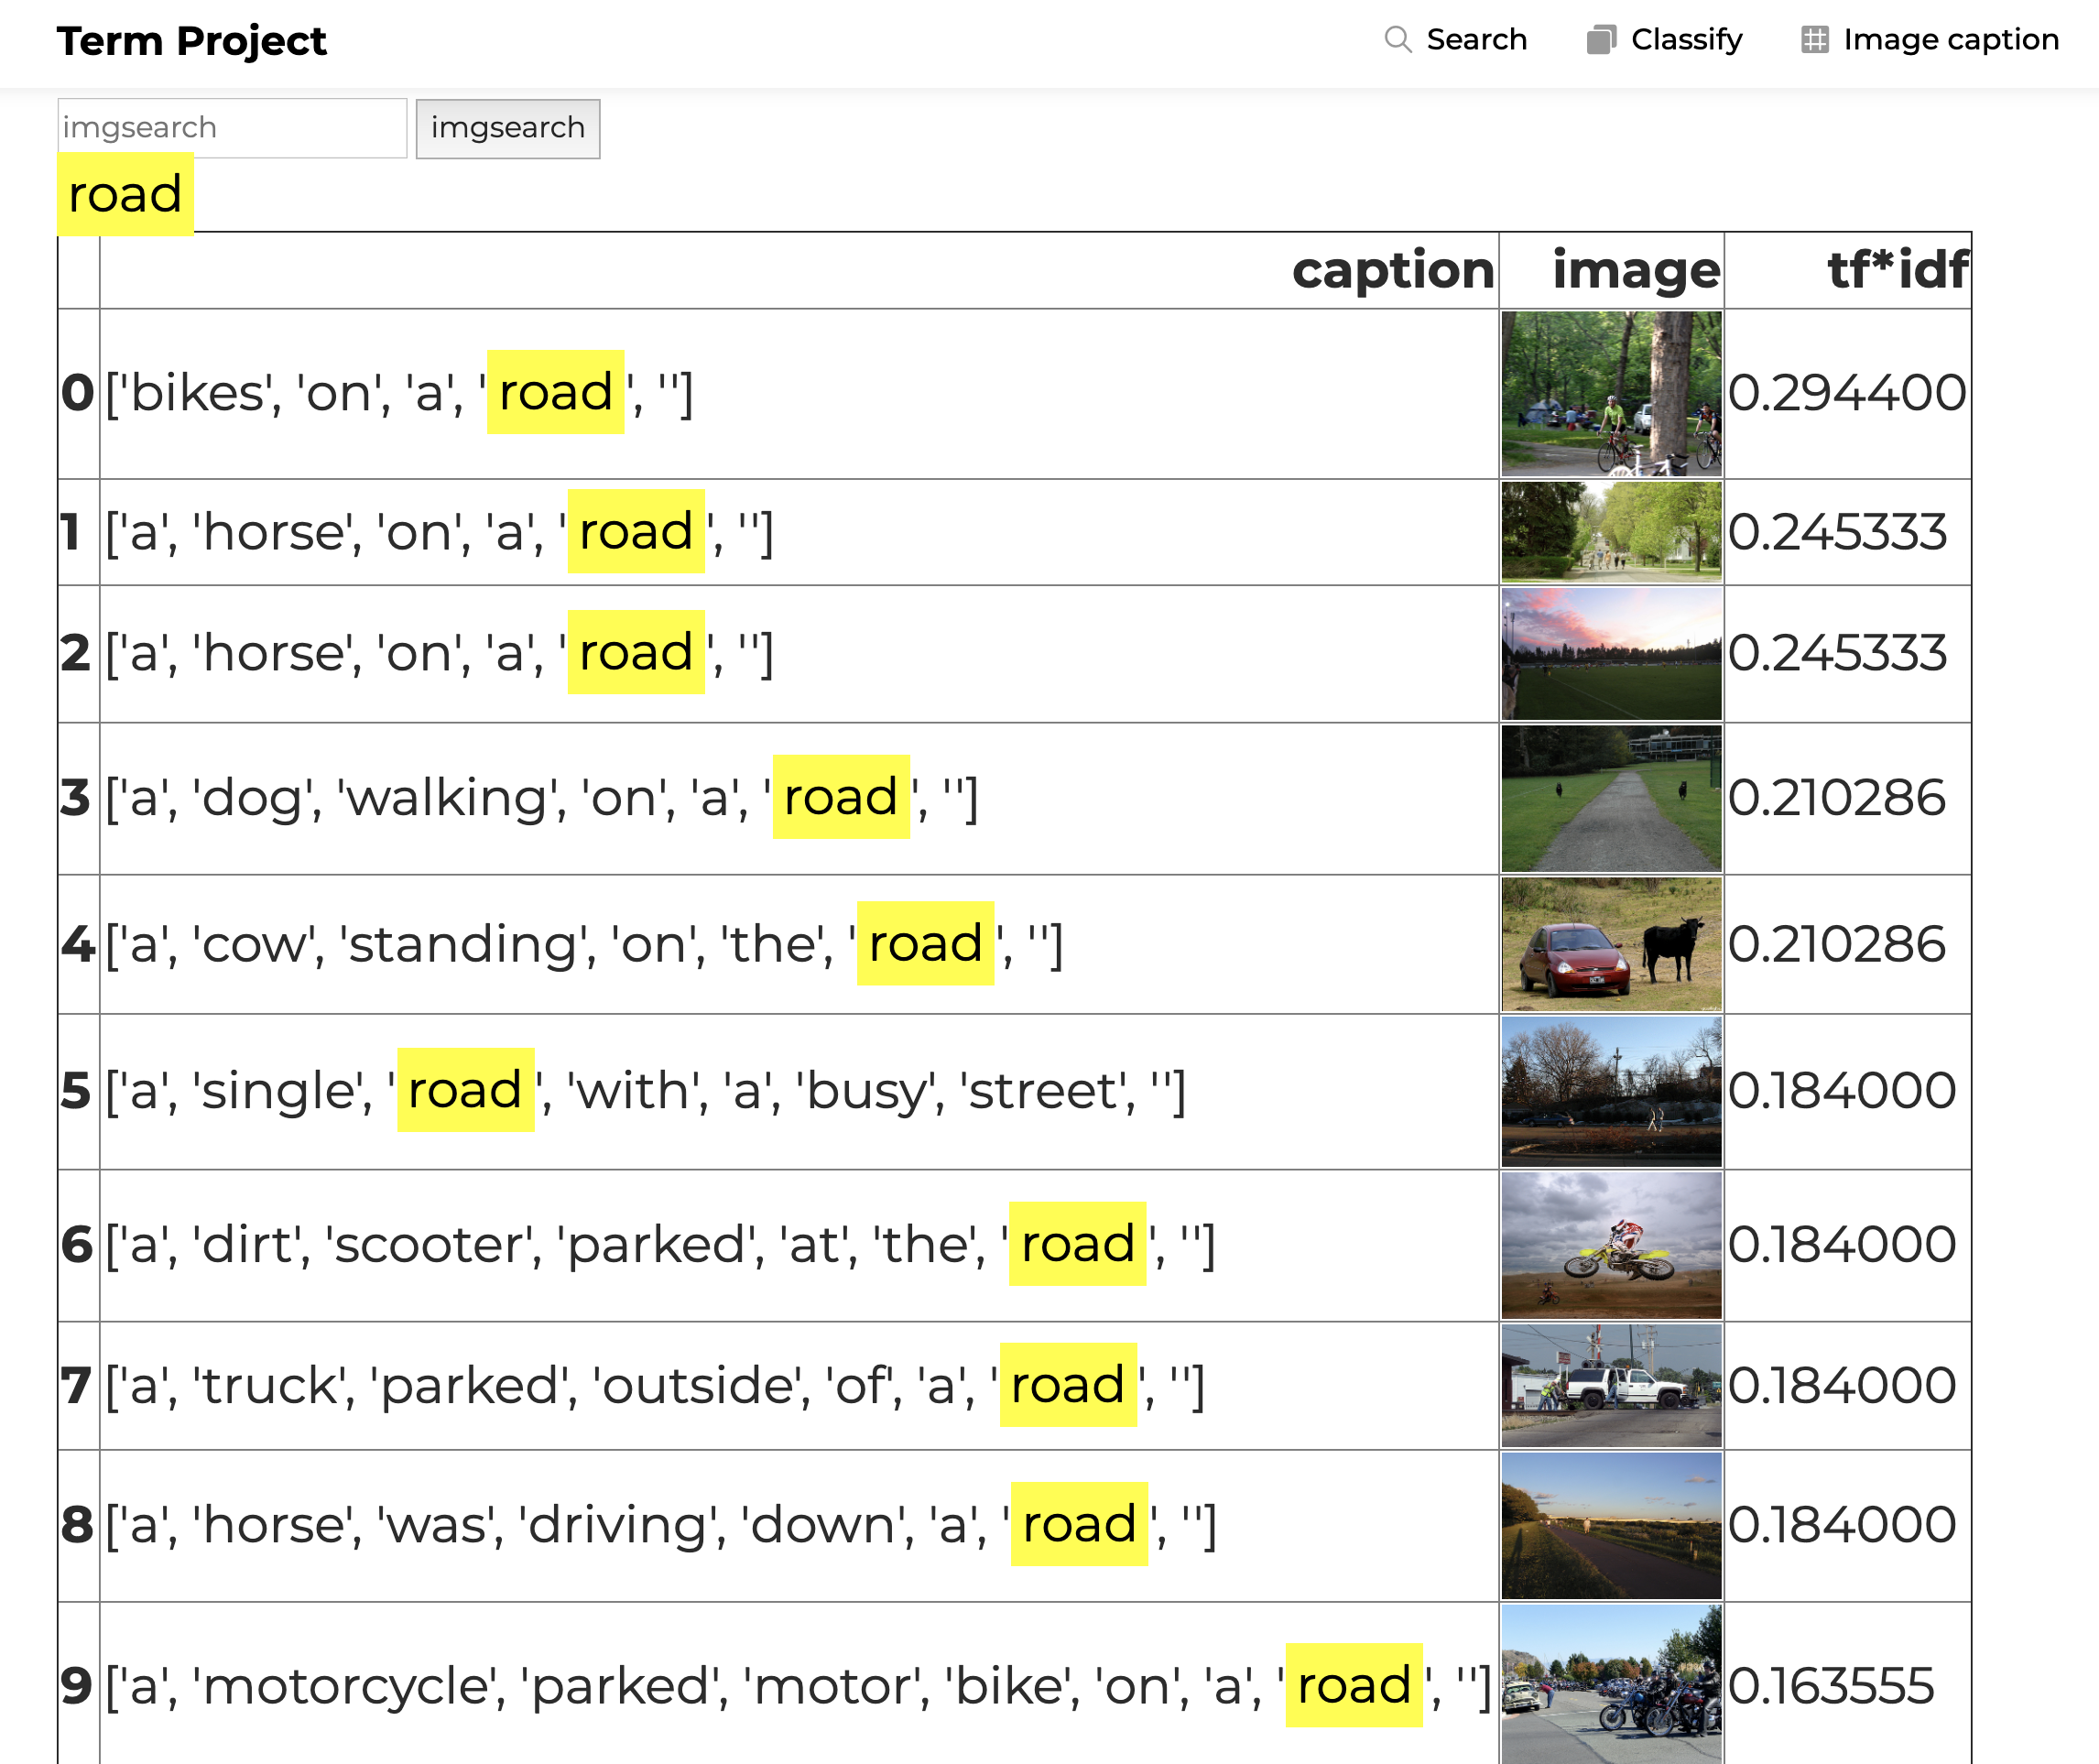 Term Project Search Classify Image caption
imgsearch imgsearch
road
caption image tf*idf
0 ['bikes', 'on', 'a', 'road', ''] 0.294400
1 ['a', 'horse', 'on', 'a', 'road', ''] 0.245333
2 ['a', 'horse', 'on', 'a', 'road', ''] 0.245333
3 ['a', 'dog', 'walking', 'on', 'a', 'road', ''] 0.210286
4 ['a', 'cow', 'standing', 'on', 'the', 'road', ''] 0.210286
5 ['a', 'single', 'road', 'with', 'a', 'busy', 'street', ''] 0.184000
6 ['a', 'dirt', 'scooter', 'parked', 'at', 'the', 'road', ''] 0.184000
7 ['a', 'truck', 'parked', 'outside', 'of', 'a', 'road', ''] 0.184000
8 ['a', 'horse', 'was', 'driving', 'down', 'a', 'road', ''] 0.184000
9 ['a', 'motorcycle', 'parked', 'motor', 'bike', 'on', 'a', 'road', ''] 0.163555